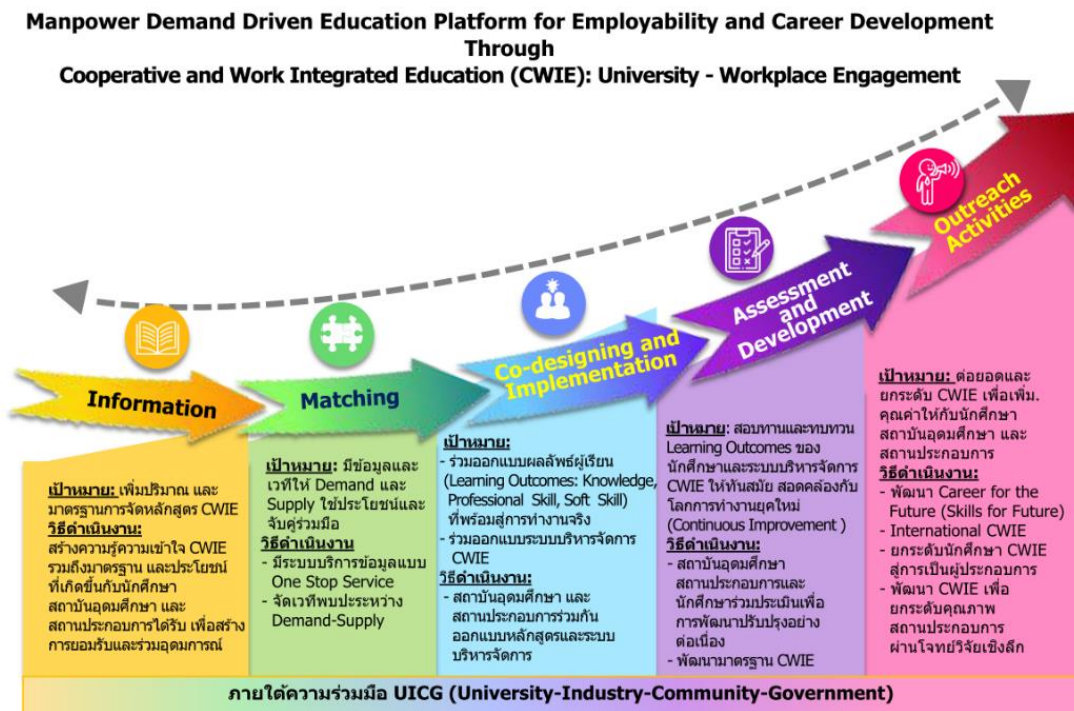 Manpower Demand Driven Education Platform for Employability and Career Development
Through
Cooperative and Work Integrated Education (CWIE): University - Workplace Engagement
Information
เป้าหมาย: เพิ่มปริมาณ และ
มาตรฐานการจัดหลักสูตร CWIE
วิธีดำเนินงาน:
สร้างความรู้ความเข้าใจ CWIE
รวมถึงมาตรฐาน และประโยชน์
ที่เกิดขึ้นกับนักศึกษา
สถาบันอุดมศึกษา และ
สถานประกอบการได้รับ เพื่อสร้าง
การยอมรับและร่วมอุดมการณ์
Matching
เป้าหมาย: มีข้อมูลและ
เวทีให้ Demand และ
Supply ใช้ประโยชน์และ
จับคู่ร่วมมือ
วิธีดำเนินงาน
- มีระบบบริการข้อมูลแบบ
One Stop Service
- จัดเวทีพบประหว่าง
Demand-Supply
Co-designing and
Implementation
เป้าหมาย:
- ร่วมออกแบบผลลัพธ์ผู้เรียน
(Learning Outcomes: Knowledge,
Professional Skill, Soft Skill)
ที่พร้อมสู่การทำงานจริง
- ร่วมออกแบบระบบบริหารจัดการ
CWIE
วิธีดำเนินงาน:
- สถาบันอุดมศึกษา และ
สถานประกอบการร่วมกัน
ออกแบบหลักสูตรและระบบ
บริหารจัดการ
Assessment
and
Development
เป้าหมาย: สอบทานและทบทวน
Learning Outcomes ของ
นักศึกษาและระบบบริหารจัดการ
CWIE ให้ทันสมัย สอดคล้องกับ
โลกการทำงานยุคใหม่
(Continuous Improvement )
วิธีดำเนินงาน:
- สถาบันอุดมศึกษา
สถานประกอบการและ
นักศึกษาร่วมประเมินเพื่อ
การพัฒนาปรับปรุงอย่าง
ต่อเนื่อง
- พัฒนามาตรฐาน CWIE
Outreach
Activities
เป้าหมาย: ต่อยอดและ
ยกระดับ CWIE เพื่อเพิ่ม.
คุณค่าให้กับนักศึกษา
สถาบันอุดมศึกษา และ
สถานประกอบการ
วิธีดำเนินงาน:
- พัฒนา Career for the
Future (Skills for Future)
- International CWIE
- ยกระดับนักศึกษา CWIE
สู่การเป็นผู้ประกอบการ
- พัฒนา CWIE เพื่อ
ยกระดับคุณภาพ
สถานประกอบการ
ผ่านโจทย์วิจัยเชิงลึก
ภายใต้ความร่วมมือ UICG (University-Industry-Community-Government)